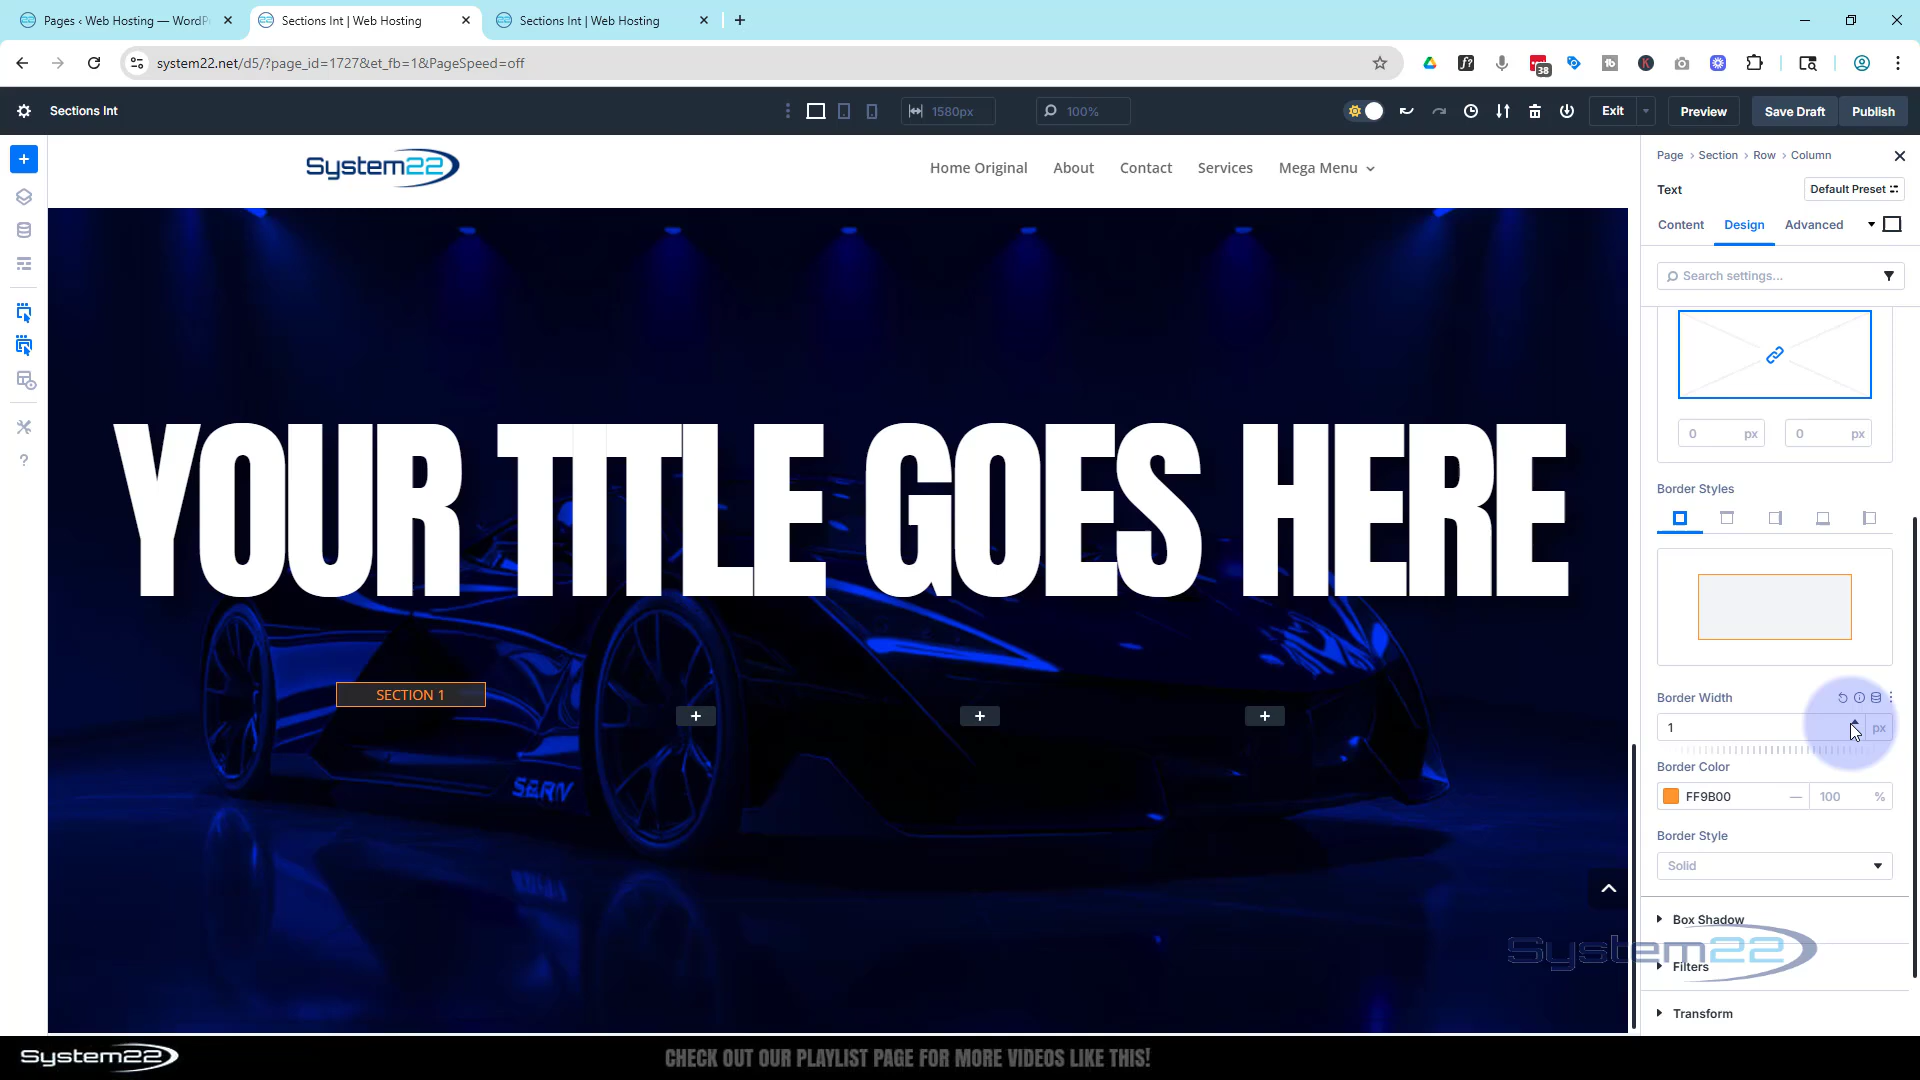 Pages ‹ Web Hosting — WordP
Sections Int | Web Hosting
Sections Int | Web Hosting
system22.net/d5/?page_id=1727&et_fb=1&PageSpeed=off
38
Sections Int
1580px
100%
Exit
Preview
Save Draft
Publish
System22
Home Original
About
Contact
Services
Mega Menu
Page › Section › Row › Column
Text
Default Preset
Content
Design
Advanced
Search settings...
0 px
0 px
Border Styles
YOUR TITLE GOES HERE
SECTION 1
Border Width
1 px
Border Color
FF9B00
100 %
Border Style
Solid
Box Shadow
Filters
Transform
System22
System22
CHECK OUT OUR PLAYLIST PAGE FOR MORE VIDEOS LIKE THIS!